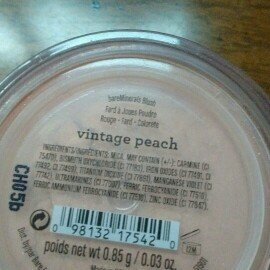 bareMinerals Blush
Fard à Joues Poudre
Rouge - Fard - Colorete
vintage peach
INGREDIENTS/INGRÉDIENTS: MICA. MAY CONTAIN (+/-): CARMINE (CI
75470), BISMUTH OXYCHLORIDE (CI 77163), IRON OXIDES (CI 77491,
CI 77492, CI 77499), TITANIUM DIOXIDE (CI 77891), MANGANESE VIOLET (CI
77742), ULTRAMARINES (CI 77007), FERRIC FERROCYANIDE (CI 77510),
FERRIC AMMONIUM FERROCYANIDE (CI 77510), ZINC OXIDE (CI
77947).
CH05b
0 98132 17542 0
12M
poids net wt 0.85 g / 0.03 oz